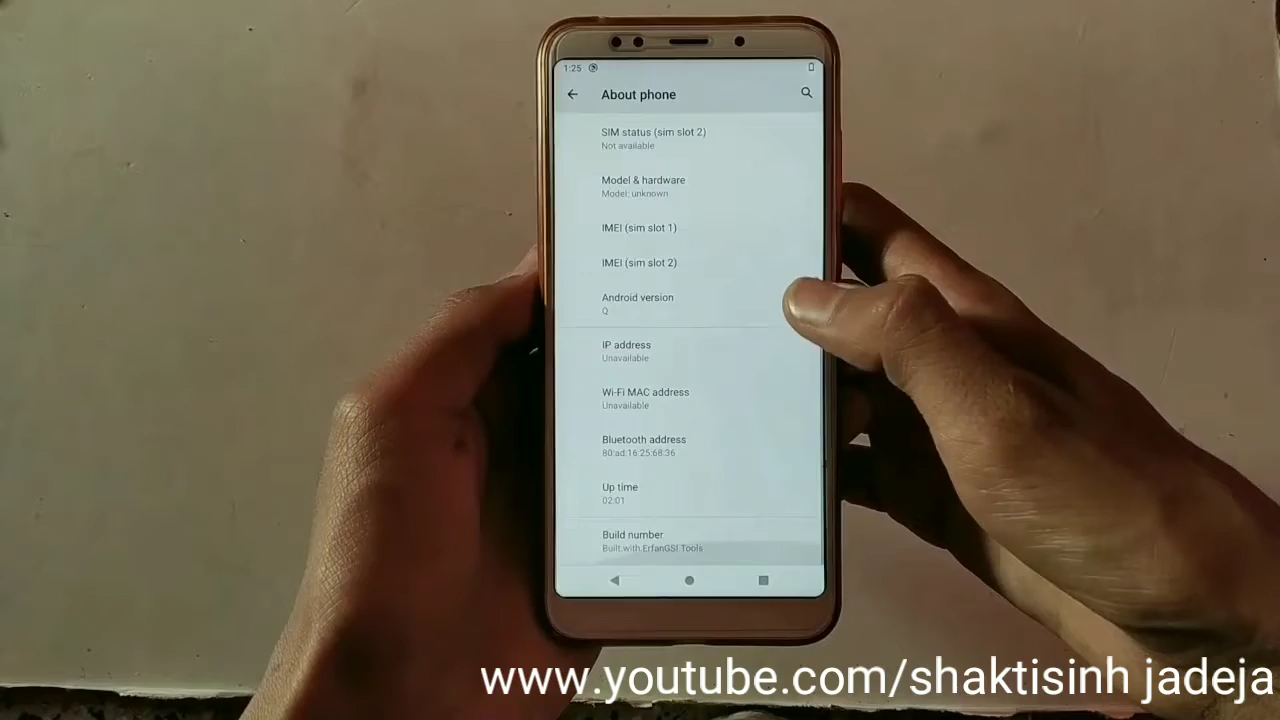 1:25
About phone
SIM status (sim slot 2)
Not available
Model & hardware
Model: unknown
IMEI (sim slot 1)
IMEI (sim slot 2)
Android version
Q
IP address
Unavailable
Wi-Fi MAC address
Unavailable
Bluetooth address
80:ad:16:25:68:36
Up time
02:01
Build number
Built with ErfanGSI Tools
www.youtube.com/shaktisinh jadeja